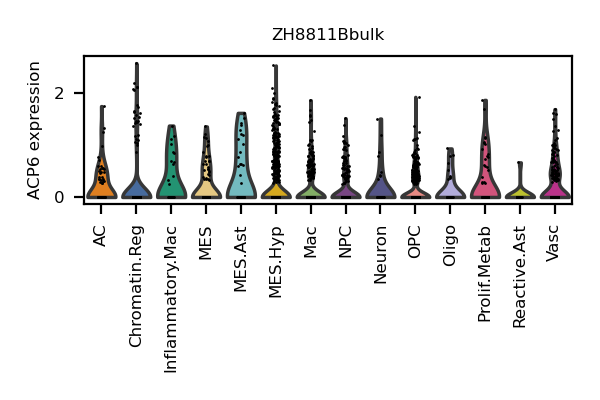 ZH8811Bbulk
ACP6 expression
2
0
AC
Chromatin.Reg
Inflammatory.Mac
MES
MES.Ast
MES.Hyp
Mac
NPC
Neuron
OPC
Oligo
Prolif.Metab
Reactive.Ast
Vasc